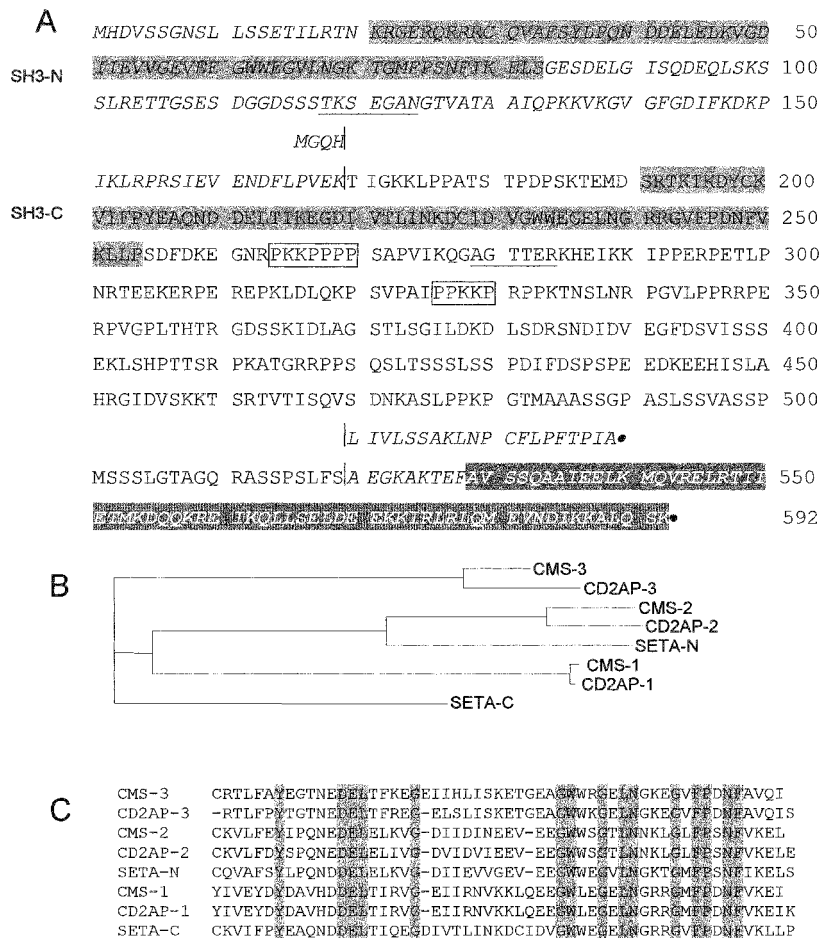 A
MHDVSSGNSL LSSETILRTN KRGERQRRRC QVAFSYLPQN DDELELKVGD 50
SH3-N
IIEVVGEVEE GWWEGVLNGK TGMFPSNFIK ELSGESDELG ISQDEQLSKS 100
SLRETTGSES DGGDSSSTKS EGANGTVATA AIQPKKVKGV GFGDIFKDKP 150
MGQH
IKLRPRSIEV ENDFLPVEKT IGKKLPPATS TPDPSKTEMD SRTKTKDYCK 200
SH3-C
VIFPYEAQND DELTIKEGDI VTLINKDCID VGWWEGELNG RRGVFPDNFV 250
KLLPSDFDKE GNRPKKPPPP SAPVIKQGAG TTERKHEIKK IPPERPETLP 300
NRTEEKERPE REPKLDLQKP SVPAIPPKKP RPPKTNSLNR PGVLPPRRPE 350
RPVGPLTHTR GDSSKIDLAG STLSGILDKD LSDRSNDIDV EGFDSVISSS 400
EKLSHPTTSR PKATGRRPPS QSLTSSSLSS PDIFDSPSPE EDKEEHISLA 450
HRGIDVSKKT SRTVTISQVS DNKASLPPKP GTMAAASSGP ASLSSVASSP 500
L IVLSSAKLNP CFLPFTPIA●
MSSSLGTAGQ RASSPSLFSA EGKAKTEFAV SSQAAIEELK MQVRELRTII 550
ETMKDQQKRE IKQLLSELDE EKKIRLRLQM EVNDIKKALQ SK● 592
B
CMS-3
CD2AP-3
CMS-2
CD2AP-2
SETA-N
CMS-1
CD2AP-1
SETA-C
C
CMS-3 CRTLFAYEGTNEDELTFKEGEIIHLISKETGEAGWWRGELNGKEGVFPDNFAVQI
CD2AP-3 -RTLFPYTGTNEDELTFREG-ELSLISKETGEAGWWKGELNGKEGVFPDNFAVQIS
CMS-2 CKVLFEYIPQNEDELELKVG-DIIDINEEV-EEGWWSGTLNNKLGLFPSNFVKEL
CD2AP-2 CKVLFDYSPQNEDELELIVG-DVIDVIEEV-EEGWWSGTLNNKLGLFPSNFVKELE
SETA-N CQVAFSYLPQNDDELELKVG-DIIEVVGEV-EEGWWEGVLNGKTGMFPSNFIKELS
CMS-1 YIVEYDYDAVHDDELTIRVG-EIIRNVKKLQEEGWLEGELNGRRGMFPDNFVKEI
CD2AP-1 YIVEYDYDAVHDDELTIRVG-EIIRNVKKLQEEGWLEGELNGRRGMFPDNFVKEIK
SETA-C CKVIFPYEAQNDDELTIQEGDIVTLINKDCIDVGWWEGELNGRRGVFPDNFVKLLP